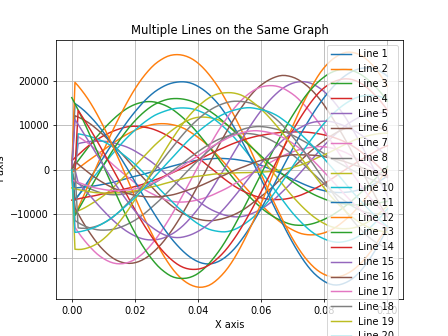 Multiple Lines on the Same Graph
20000
10000
0
−10000
−20000
0.00
0.02
0.04
0.06
0.08
X axis
Line 1
Line 2
Line 3
Line 4
Line 5
Line 6
Line 7
Line 8
Line 9
Line 10
Line 11
Line 12
Line 13
Line 14
Line 15
Line 16
Line 17
Line 18
Line 19
Line 20